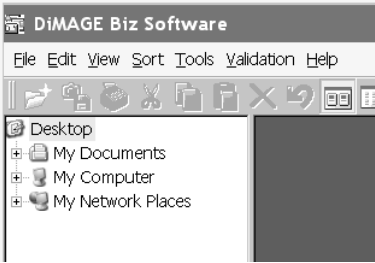 DiMAGE Biz Software
File Edit View Sort Tools Validation Help
Desktop
My Documents
My Computer
My Network Places